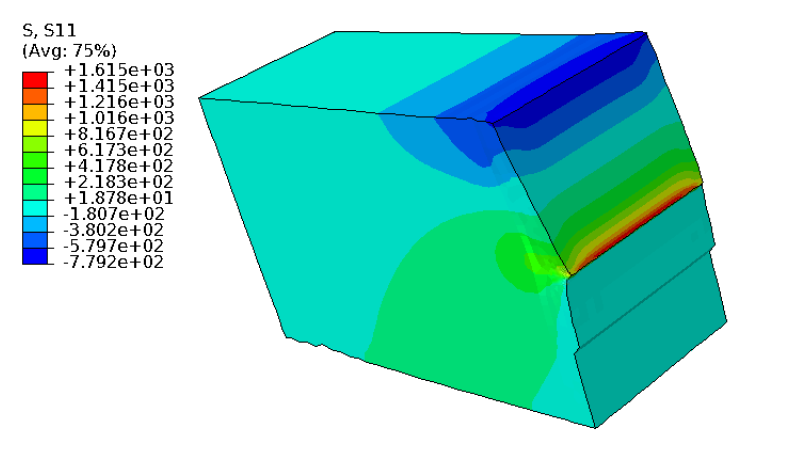 S, S11
(Avg: 75%)
+1.615e+03
+1.415e+03
+1.216e+03
+1.016e+03
+8.167e+02
+6.173e+02
+4.178e+02
+2.183e+02
+1.878e+01
-1.807e+02
-3.802e+02
-5.797e+02
-7.792e+02